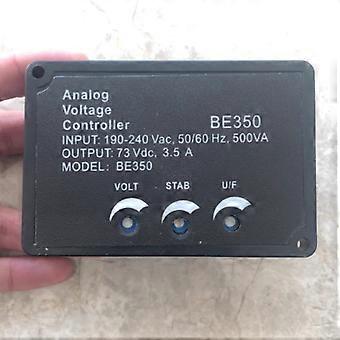 Analog
Voltage
Controller BE350
INPUT: 190-240 Vac, 50/60 Hz, 500VA
OUTPUT: 73 Vdc, 3.5 A
MODEL: BE350
VOLT STAB U/F